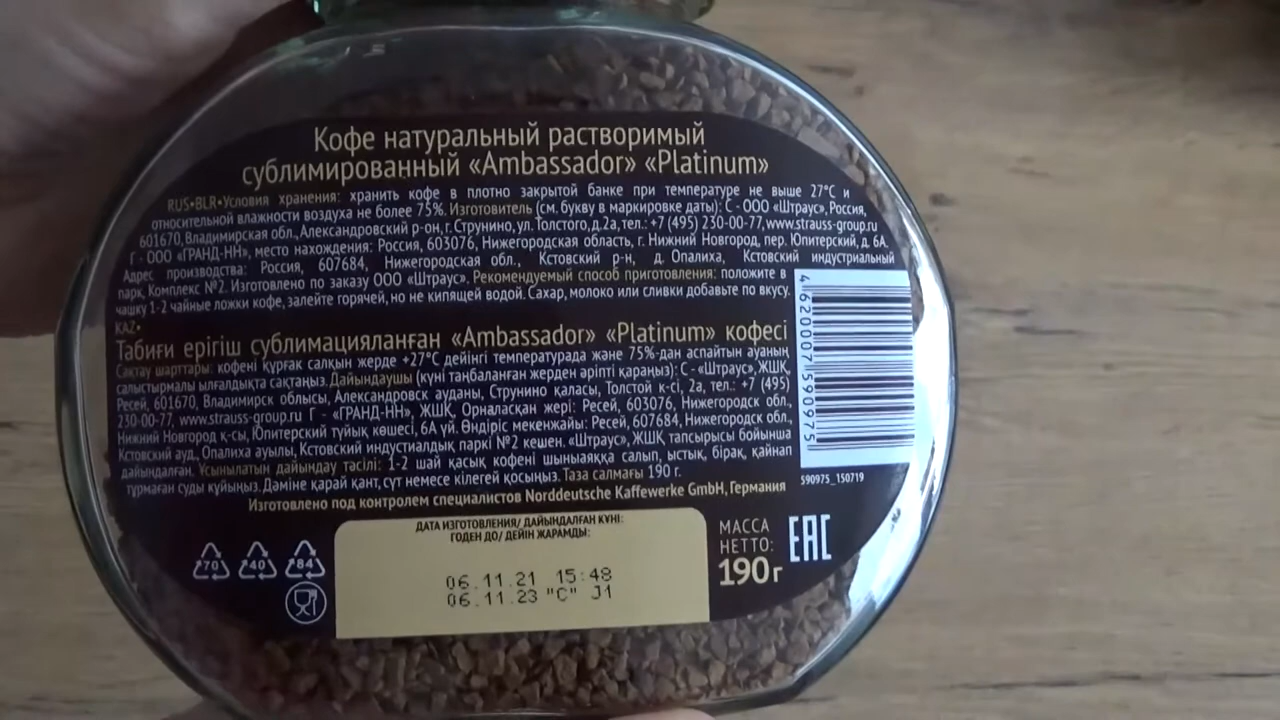 Кофе натуральный растворимый
сублимированный «Ambassador» «Platinum»
RUS•BLR•Условия хранения: хранить кофе в плотно закрытой банке при температуре не выше 27°С и
относительной влажности воздуха не более 75%. Изготовитель (см. букву в маркировке даты): С - ООО «Штраус», Россия,
601670, Владимирская обл., Александровский р-он, г. Струнино, ул. Толстого, д.2а, тел.: +7 (495) 230-00-77, www.strauss-group.ru
Г - ООО «ГРАНД-НН», место нахождения: Россия, 603076, Нижегородская область, г. Нижний Новгород, пер. Юпитерский, д. 6А.
Адрес производства: Россия, 607684, Нижегородская обл., Кстовский р-н, д. Опалиха, Кстовский индустриальный
парк, Комплекс №2. Изготовлено по заказу ООО «Штраус». Рекомендуемый способ приготовления: положите в
чашку 1-2 чайные ложки кофе, залейте горячей, но не кипящей водой. Сахар, молоко или сливки добавьте по вкусу.
KAZ•
Табиғи ерігіш сублимацияланған «Ambassador» «Platinum» кофесі
Сақтау шарттары: кофені құрғақ салқын жерде +27°С дейінгі температурада және 75%-дан аспайтын ауаның
салыстырмалы ылғалдықта сақтаңыз. Дайындаушы (күні таңбаланған жерден әріпті қараңыз): С - «Штраус», ЖШҚ,
Ресей, 601670, Владимирск облысы, Александровск ауданы, Струнино қаласы, Толстой к-сі, 2а, тел.: +7 (495)
230-00-77, www.strauss-group.ru Г - «ГРАНД-НН», ЖШҚ, Орналасқан жері: Ресей, 603076, Нижегородск обл.,
Нижний Новгород қ-сы, Юпитерский тұйық көшесі, 6А үй. Өндіріс мекенжайы: Ресей, 607684, Нижегородск обл.,
Кстовский ауд., Опалиха ауылы, Кстовский индустиалдық паркі №2 кешен. «Штраус», ЖШҚ тапсырысы бойынша
дайындалған. Ұсынылатын дайындау тәсілі: 1-2 шай қасық кофені шыныаяққа салып, ыстық, бірақ, қайнап
тұрмаған суды құйыңыз. Дәміне қарай қант, сүт немесе кілегей қосыңыз. Таза салмағы 190 г.
Изготовлено под контролем специалистов Norddeutsche Kaffewerke GmbH, Германия
4620007590975
590975_150719
70 40 84
ДАТА ИЗГОТОВЛЕНИЯ/ ДАЙЫНДАЛҒАН КҮНІ:
ГОДЕН ДО/ ДЕЙІН ЖАРАМДЫ:
06.11.21 15:48
06.11.23 "С" J1
МАССА
НЕТТО:
190г
EAC